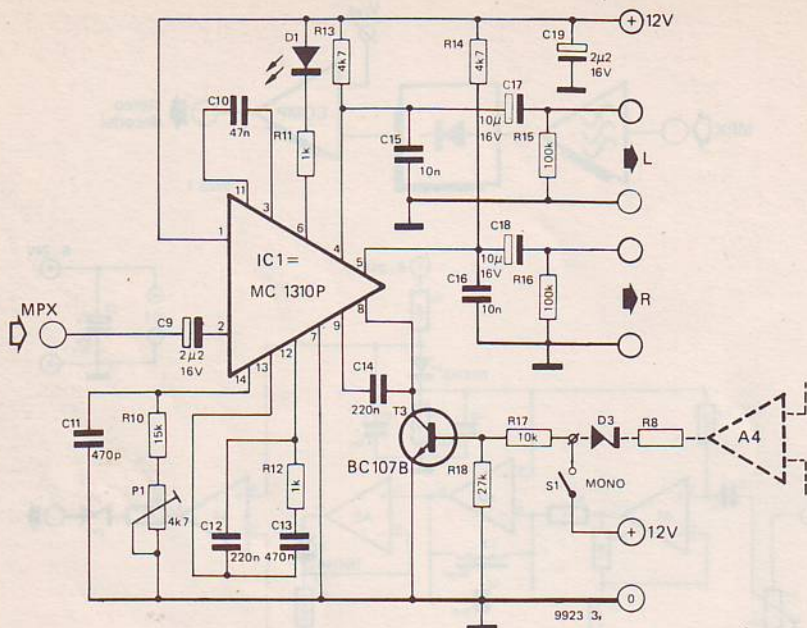 12V
D1
R13
4k7
R14
4k7
C19
2µ2
16V
C10
47n
R11
1k
C17
10µ
16V
R15
100k
C15
10n
L
11
3
6
4
1
5
IC1 =
MC 1310P
8
C18
10µ
16V
R16
100k
C16
10n
R
MPX
C9
2µ2
16V
2
14
13
12
7
9
C14
220n
T3
BC107B
R17
10k
D3
R8
A4
C11
470p
R10
15k
R12
1k
R18
27k
S1
MONO
P1
4k7
C12
220n
C13
470n
12V
0
9923 3